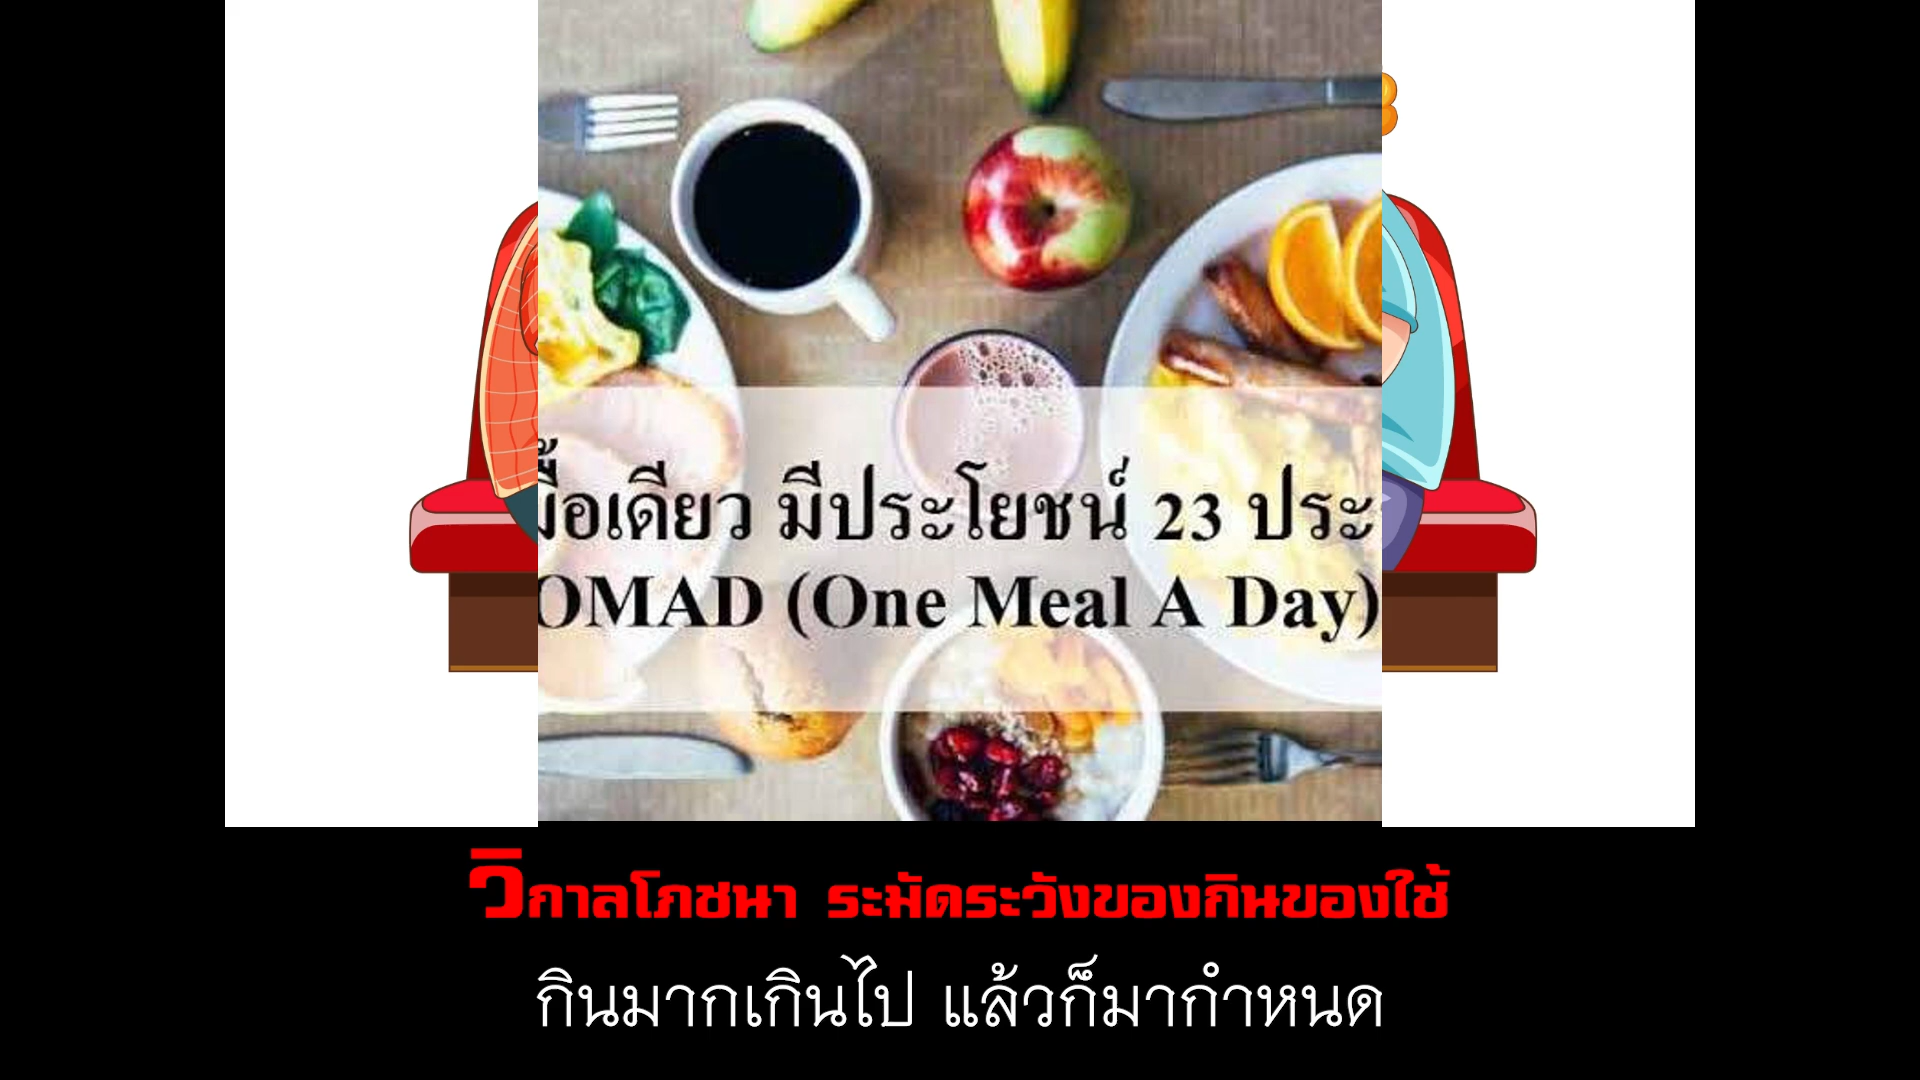 มื้อเดียว มีประโยชน์ 23 ประ
OMAD (One Meal A Day)
วิกาลโภชนา ระมัดระวังของกินของใช้
กินมากเกินไป แล้วก็มากำหนด